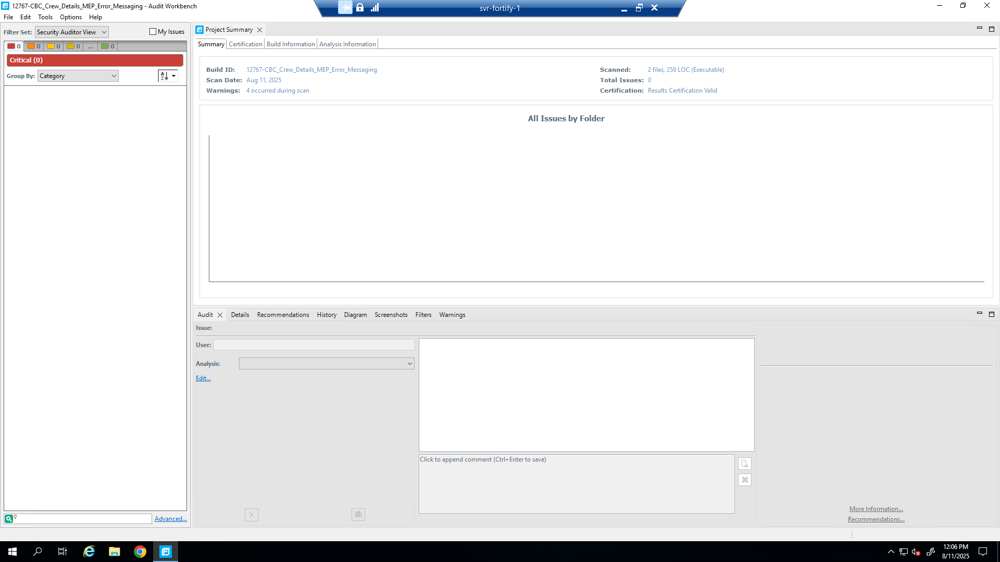 12767-CBC_Crew_Details_MEP_Error_Messaging - Audit Workbench
svr-fortify-1
File Edit Tools Options Help
Filter Set: Security Auditor View My Issues
0 0 0 0 ... 0
Critical (0)
Group By: Category
Advanced...
Project Summary
Summary Certification Build Information Analysis Information
Build ID: 12767-CBC_Crew_Details_MEP_Error_Messaging
Scan Date: Aug 11, 2025
Warnings: 4 occurred during scan
Scanned: 2 files, 259 LOC (Executable)
Total Issues: 0
Certification: Results Certification Valid
All Issues by Folder
Audit Details Recommendations History Diagram Screenshots Filters Warnings
Issue:
User:
Analysis:
Edit...
Click to append comment (Ctrl+Enter to save)
More Information...
Recommendations...
12:06 PM
8/11/2025